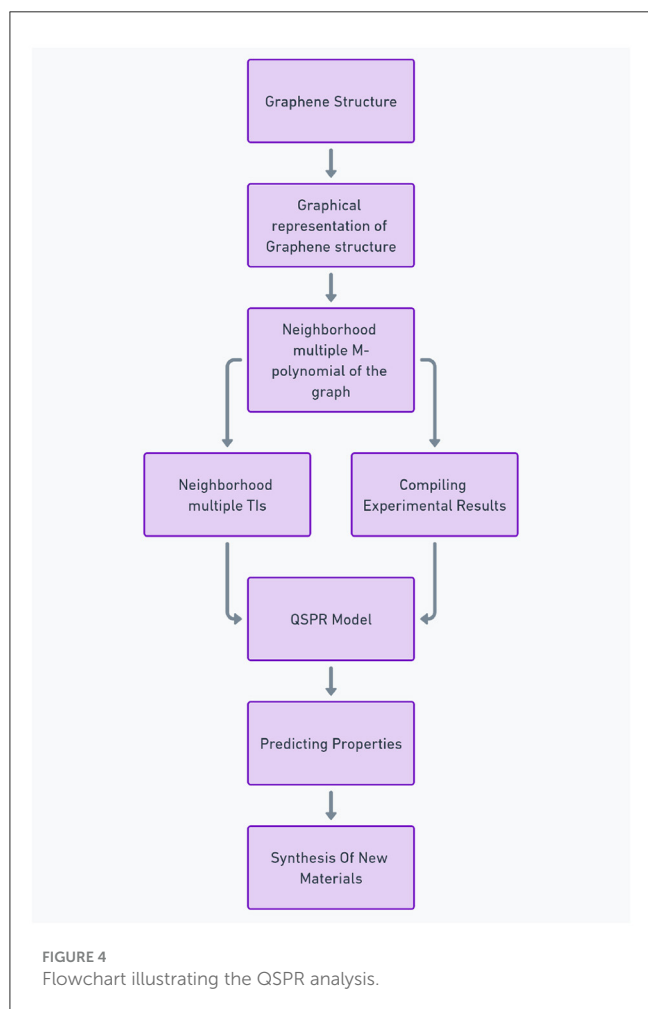 Graphene Structure
Graphical
representation of
Graphene structure
Neighborhood
multiple M-
polynomial of the
graph
Neighborhood
multiple TIs
Compiling
Experimental Results
QSPR Model
Predicting Properties
Synthesis Of New
Materials
FIGURE 4
Flowchart illustrating the QSPR analysis.